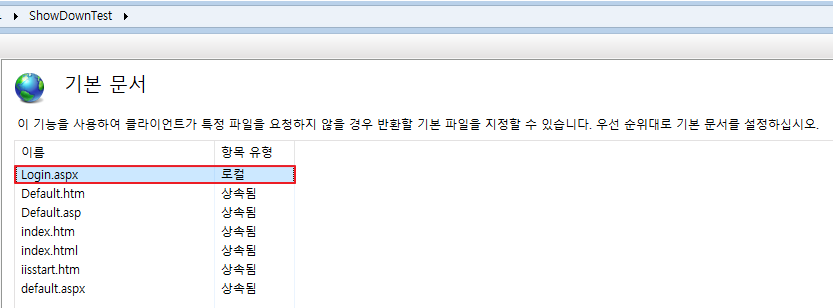 ShowDownTest
기본 문서
이 기능을 사용하여 클라이언트가 특정 파일을 요청하지 않을 경우 반환할 기본 파일을 지정할 수 있습니다. 우선 순위대로 기본 문서를 설정하십시오.
이름 항목 유형
Login.aspx 로컬
Default.htm 상속됨
Default.asp 상속됨
index.htm 상속됨
index.html 상속됨
iisstart.htm 상속됨
default.aspx 상속됨